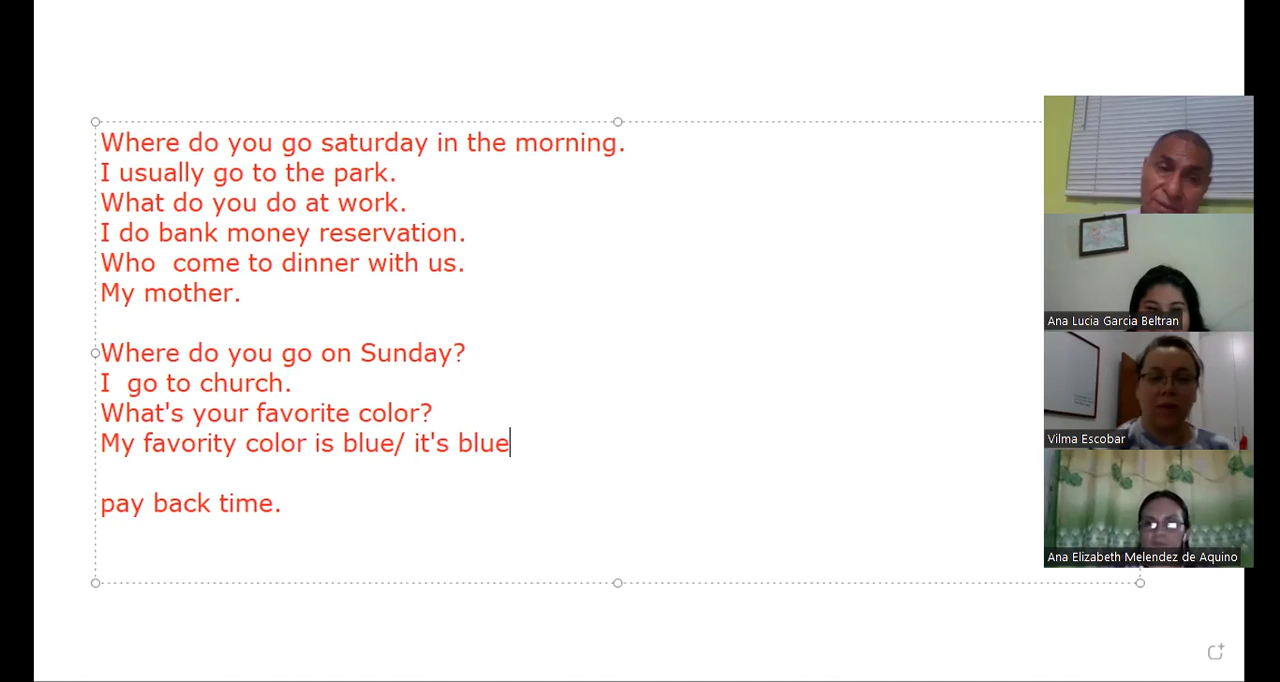 Where do you go saturday in the morning.
I usually go to the park.
What do you do at work.
I do bank money reservation.
Who  come to dinner with us.
My mother.
Where do you go on Sunday?
I  go to church.
What's your favorite color?
My favority color is blue/ it's blue
pay back time.
Ana Lucia Garcia Beltran
Vilma Escobar
Ana Elizabeth Melendez de Aquino